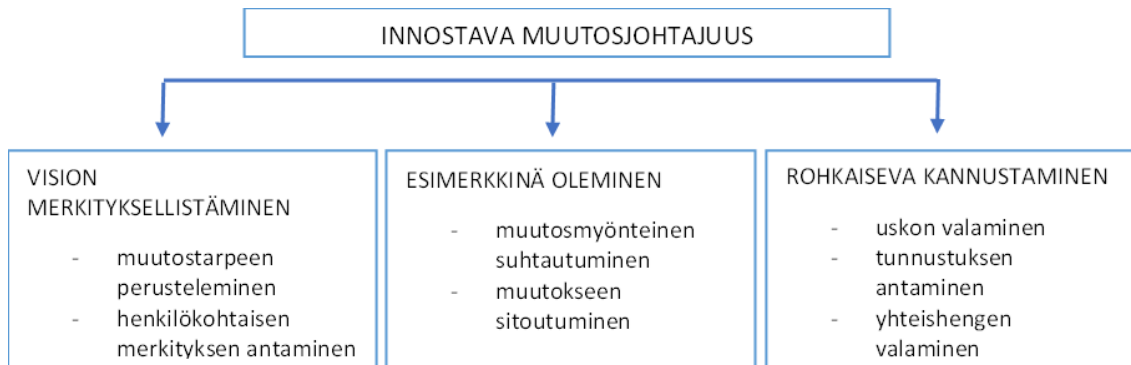 INNOSTAVA MUUTOSJOHTAJUUS
VISION
MERKITYKSELLISTÄMINEN
- muutostarpeen
perusteleminen
- henkilökohtaisen
merkityksen antaminen
ESIMERKKINÄ OLEMINEN
- muutosmyönteinen
suhtautuminen
- muutokseen
sitoutuminen
ROHKAISEVA KANNUSTAMINEN
- uskon valaminen
- tunnustuksen
antaminen
- yhteishengen
valaminen